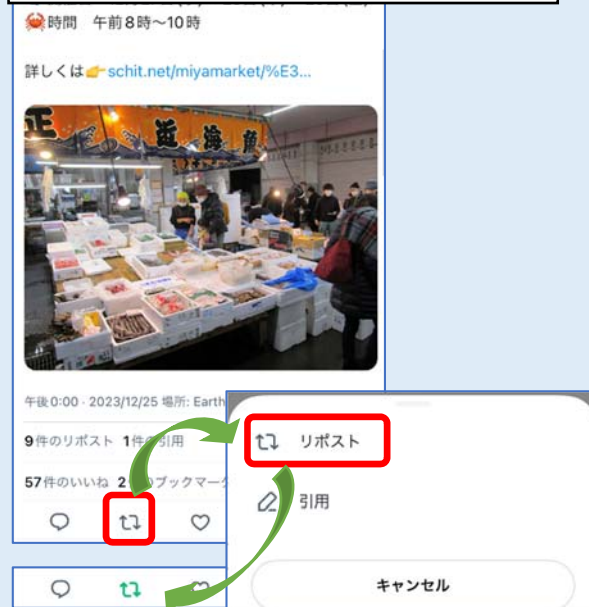 🦀時間 午前8時～10時
詳しくは👉schit.net/miyamarket/%E3...
正 近海魚
午後0:00 · 2023/12/25 場所: Earth
9件のリポスト 1件の引用
57件のいいね 2 のブックマーク
リポスト
引用
キャンセル